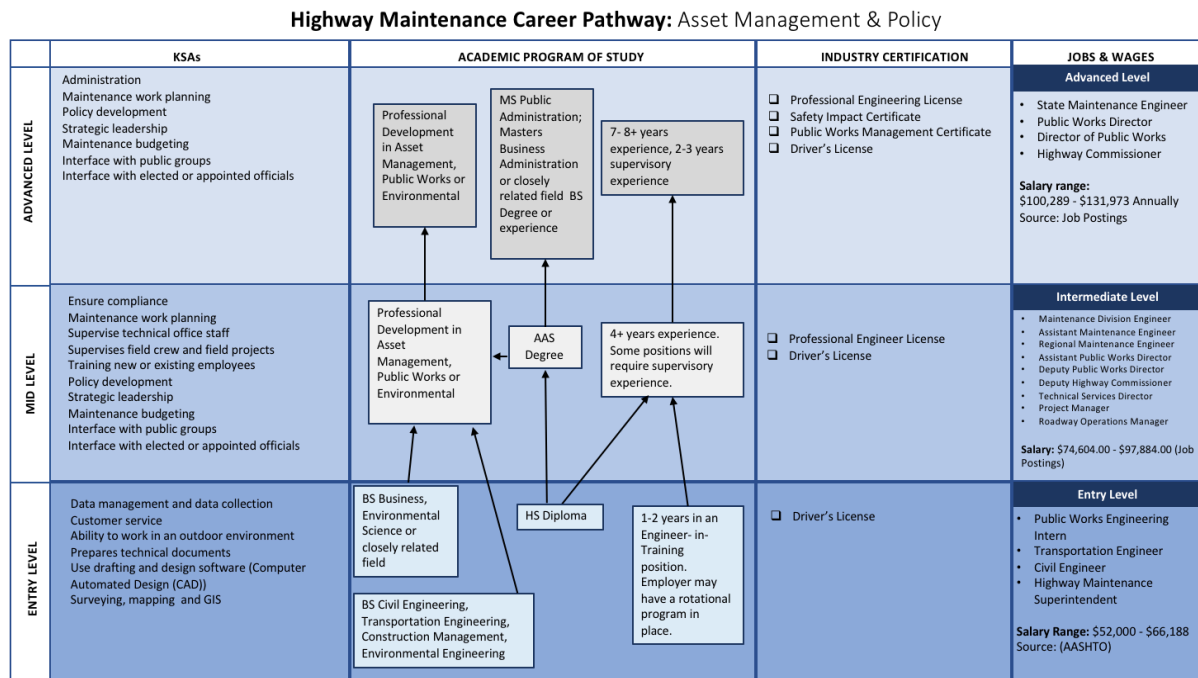 Highway Maintenance Career Pathway: Asset Management & Policy
KSAs
ACADEMIC PROGRAM OF STUDY
INDUSTRY CERTIFICATION
JOBS & WAGES
ADVANCED LEVEL
Administration
Maintenance work planning
Policy development
Strategic leadership
Maintenance budgeting
Interface with public groups
Interface with elected or appointed officials
Professional
Development
in Asset
Management,
Public Works or
Environmental
MS Public
Administration;
Masters
Business
Administration
or closely
related field BS
Degree or
experience
7- 8+ years
experience, 2-3 years
supervisory
experience
Professional Engineering License
Safety Impact Certificate
Public Works Management Certificate
Driver's License
Advanced Level
• State Maintenance Engineer
• Public Works Director
• Director of Public Works
• Highway Commissioner
Salary range:
$100,289 - $131,973 Annually
Source: Job Postings
MID LEVEL
Ensure compliance
Maintenance work planning
Supervise technical office staff
Supervises field crew and field projects
Training new or existing employees
Policy development
Strategic leadership
Maintenance budgeting
Interface with public groups
Interface with elected or appointed officials
Professional
Development in
Asset
Management,
Public Works or
Environmental
AAS
Degree
4+ years experience.
Some positions will
require supervisory
experience.
Professional Engineer License
Driver's License
Intermediate Level
• Maintenance Division Engineer
• Assistant Maintenance Engineer
• Regional Maintenance Engineer
• Assistant Public Works Director
• Deputy Public Works Director
• Deputy Highway Commissioner
• Technical Services Director
• Project Manager
• Roadway Operations Manager
Salary: $74,604.00 - $97,884.00 (Job
Postings)
ENTRY LEVEL
Data management and data collection
Customer service
Ability to work in an outdoor environment
Prepares technical documents
Use drafting and design software (Computer
Automated Design (CAD))
Surveying, mapping and GIS
BS Business,
Environmental
Science or
closely related
field
HS Diploma
1-2 years in an
Engineer- in-
Training
position.
Employer may
have a rotational
program in
place.
BS Civil Engineering,
Transportation Engineering,
Construction Management,
Environmental Engineering
Driver's License
Entry Level
• Public Works Engineering
Intern
• Transportation Engineer
• Civil Engineer
• Highway Maintenance
Superintendent
Salary Range: $52,000 - $66,188
Source: (AASHTO)